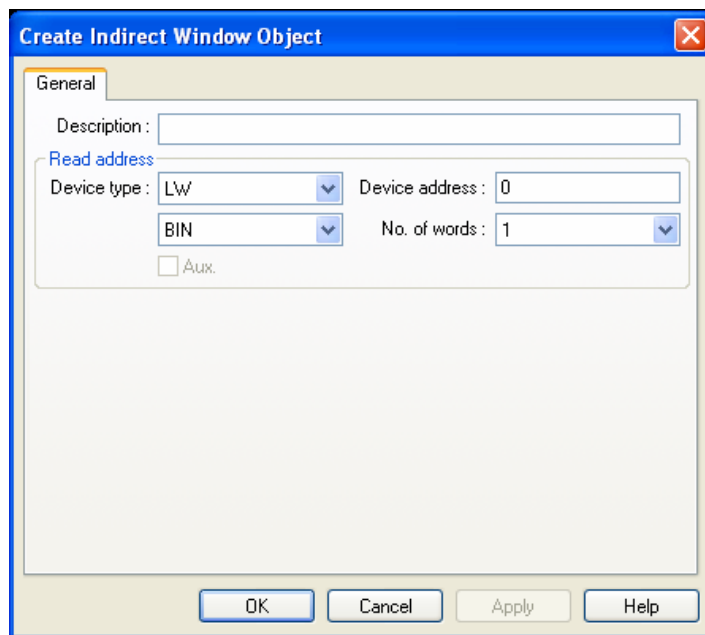 Create Indirect Window Object
General
Description :
Read address
Device type : LW Device address : 0
BIN No. of words : 1
Aux.
OK Cancel Apply Help